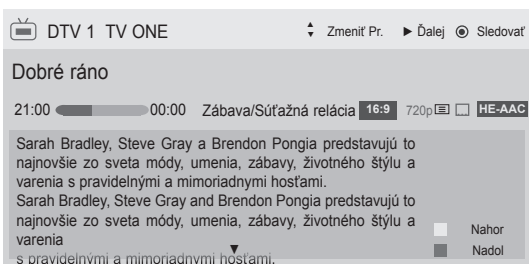 DTV 1 TV ONE Zmeniť Pr. Ďalej Sledovať
Dobré ráno
21:00 00:00 Zábava/Súťažná relácia 16:9 720p HE-AAC
Sarah Bradley, Steve Gray a Brendon Pongia predstavujú to
najnovšie zo sveta módy, umenia, zábavy, životného štýlu a
varenia s pravidelnými a mimoriadnymi hosťami.
Sarah Bradley, Steve Gray and Brendon Pongia predstavujú to
najnovšie zo sveta módy, umenia, zábavy, životného štýlu a
varenia
s pravidelnými a mimoriadnymi hosťami.
Nahor
Nadol